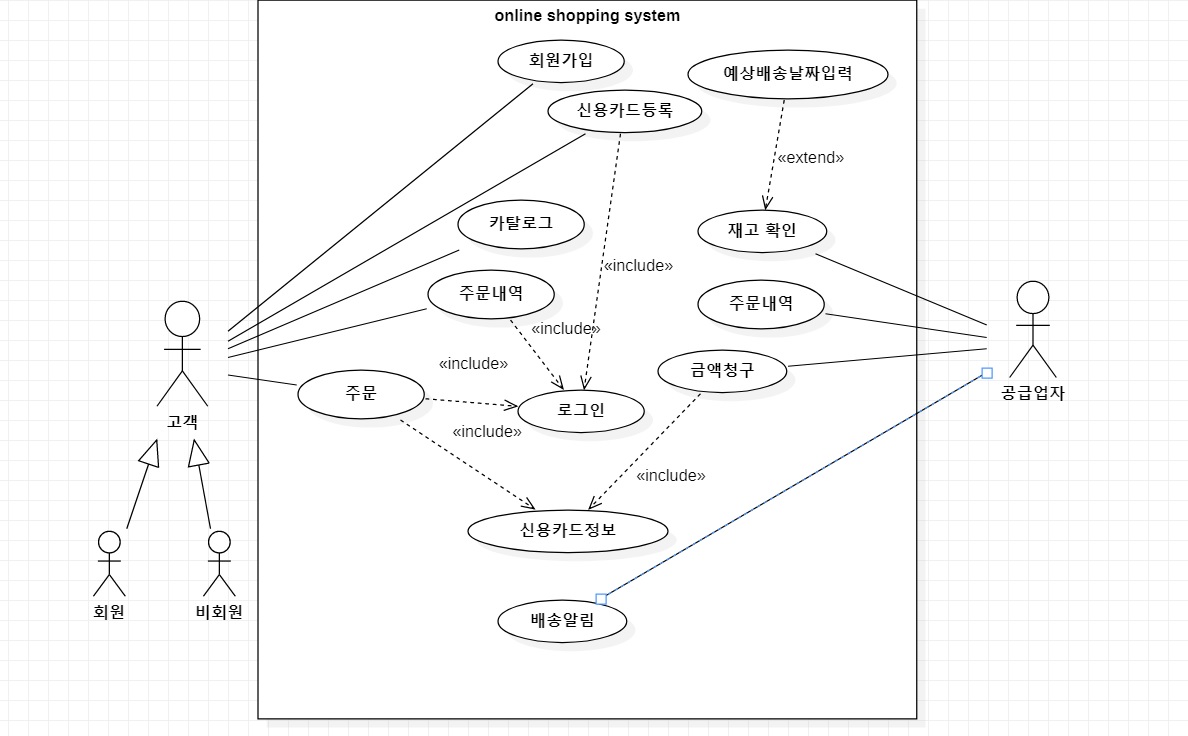 online shopping system
회원가입
예상배송날짜입력
신용카드등록
«extend»
카탈로그
재고 확인
«include»
주문내역
주문내역
«include»
«include»
금액청구
주문
로그인
공급업자
고객
«include»
«include»
신용카드정보
회원
비회원
배송알림